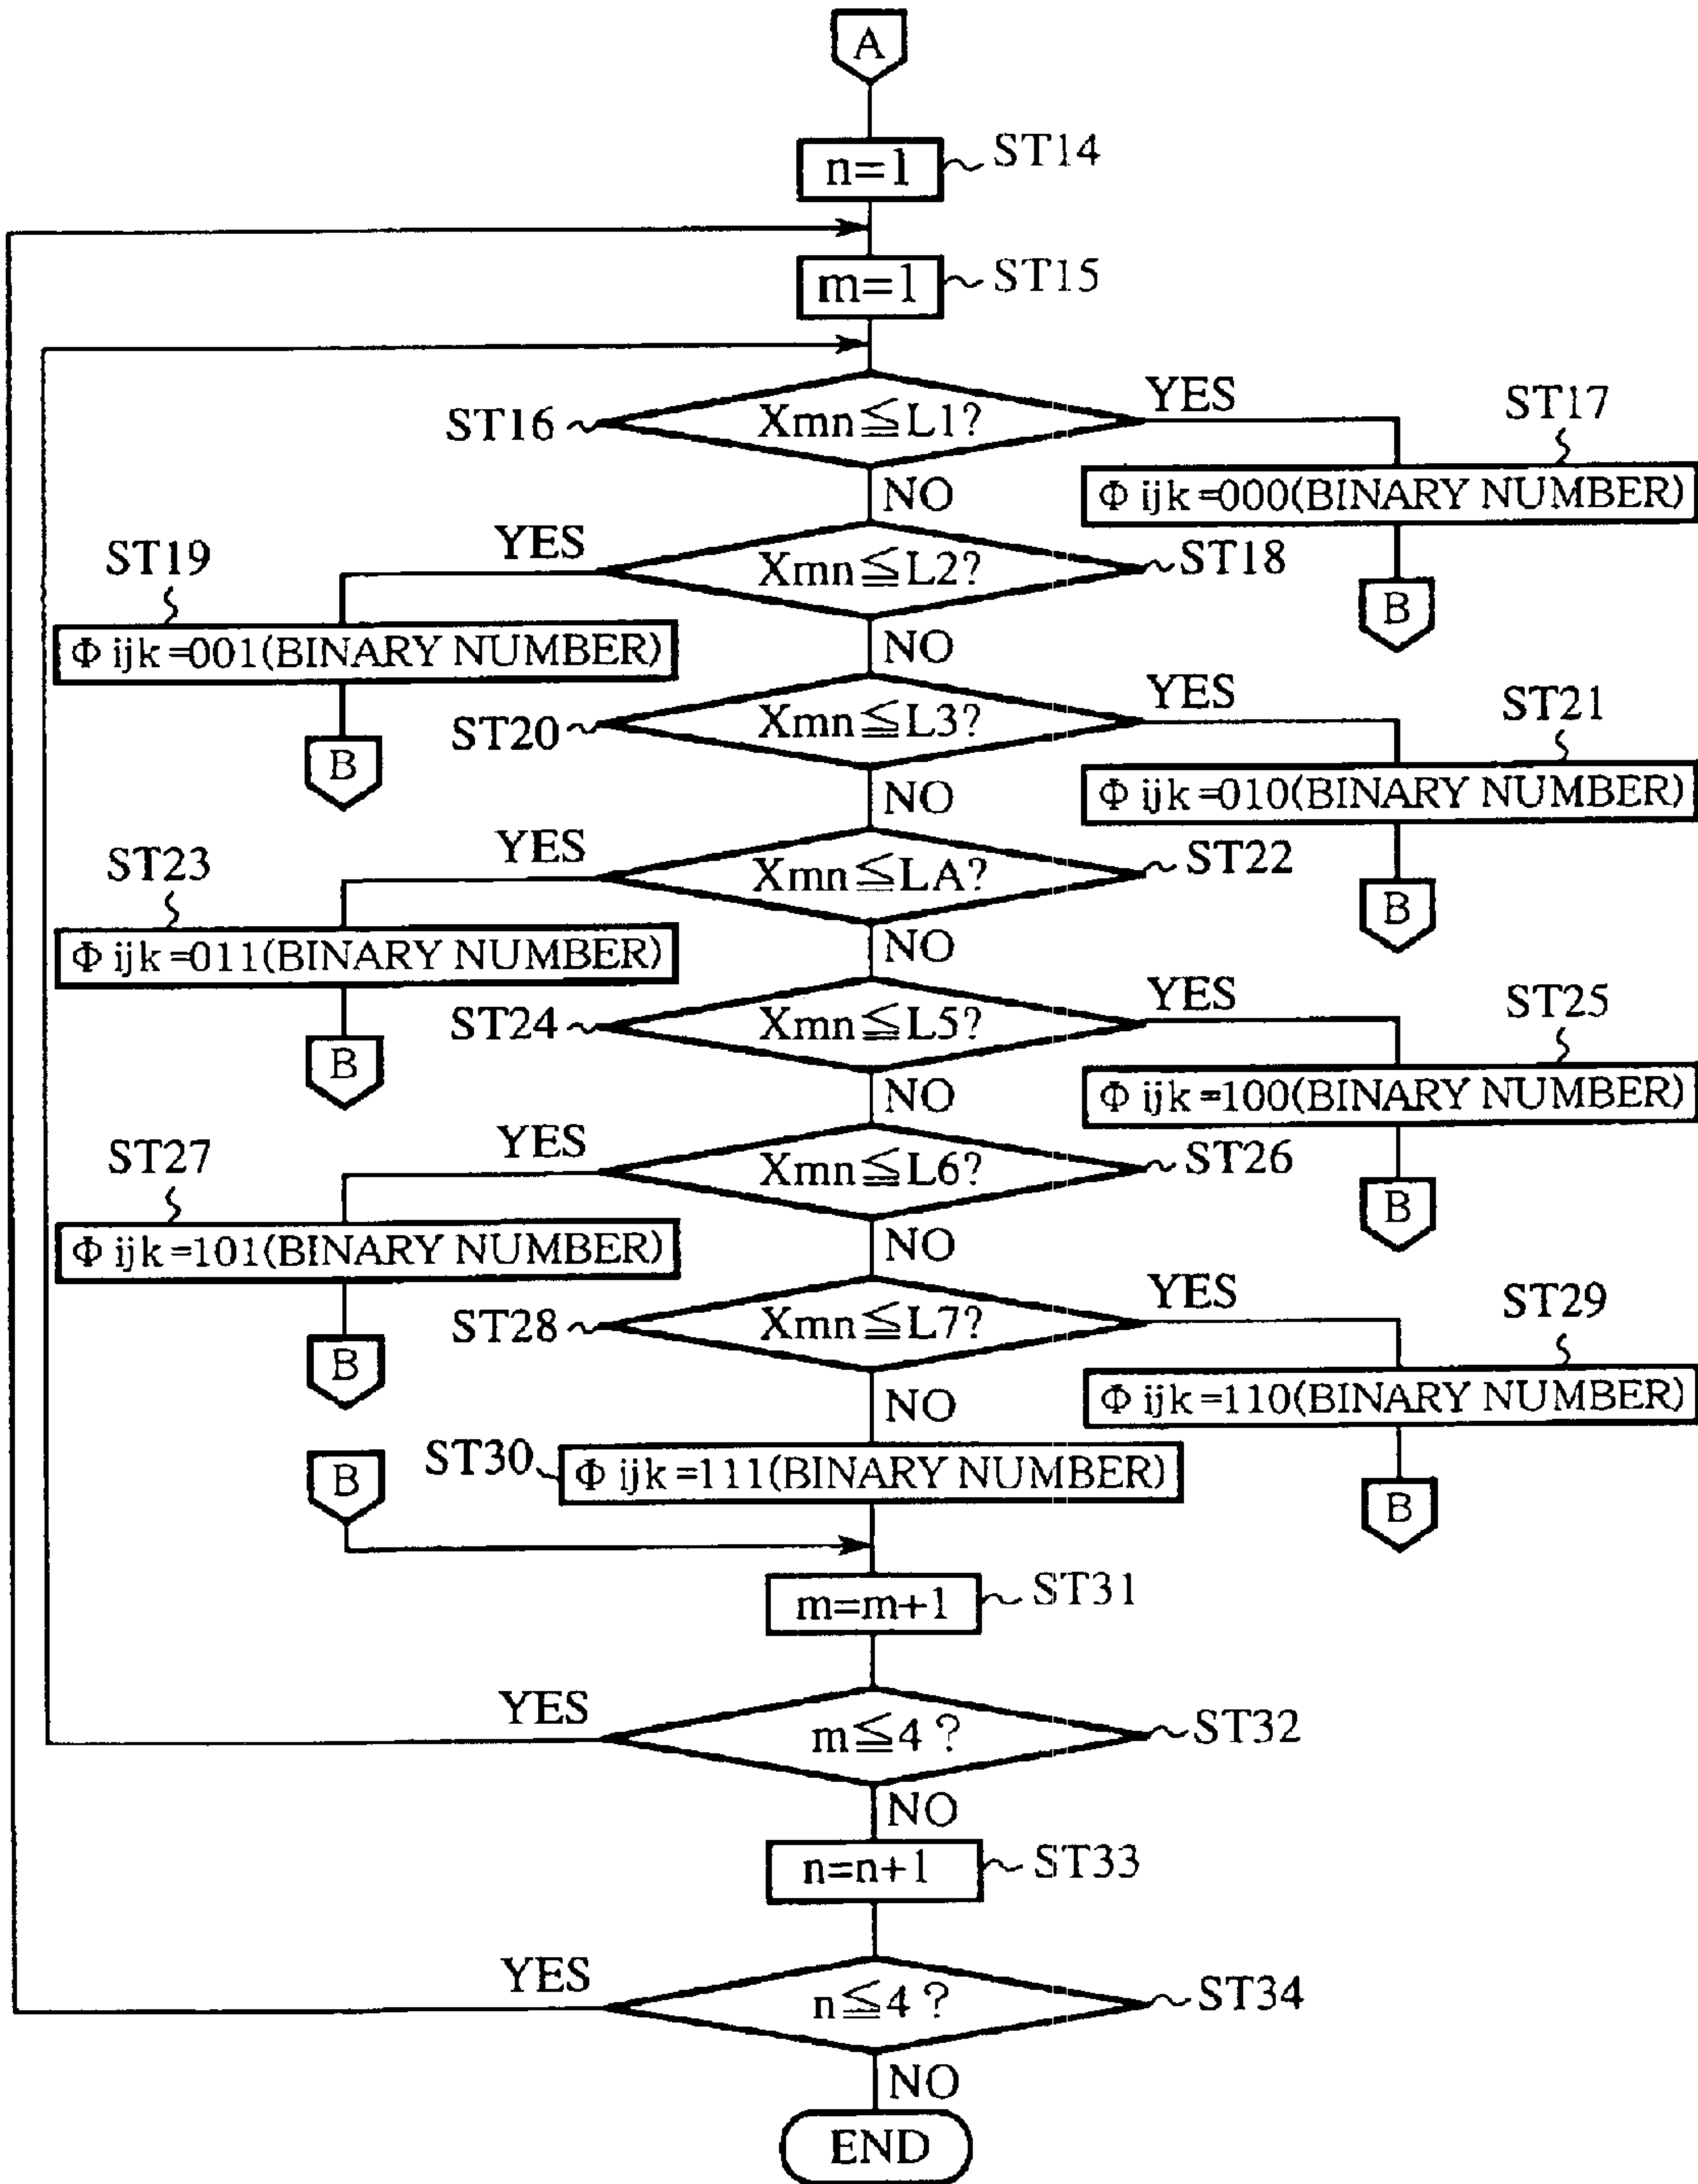 A
n=1 ST14
m=1 ST15
ST16 Xmn≦L1? YES ST17
NO Φ ijk=000(BINARY NUMBER)
ST19 YES Xmn≦L2? ST18 B
Φ ijk=001(BINARY NUMBER) NO
ST20 Xmn≦L3? YES ST21
B NO Φ ijk=010(BINARY NUMBER)
ST23 YES Xmn≦LA? ST22 B
Φ ijk=011(BINARY NUMBER) NO
ST24 Xmn≦L5? YES ST25
B NO Φ ijk=100(BINARY NUMBER)
ST27 YES Xmn≦L6? ST26 B
Φ ijk=101(BINARY NUMBER) NO
ST28 Xmn≦L7? YES ST29
B NO Φ ijk=110(BINARY NUMBER)
B ST30 Φ ijk=111(BINARY NUMBER) B
m=m+1 ST31
YES m≦4 ? ST32
NO
n=n+1 ST33
YES n≦4 ? ST34
NO
END